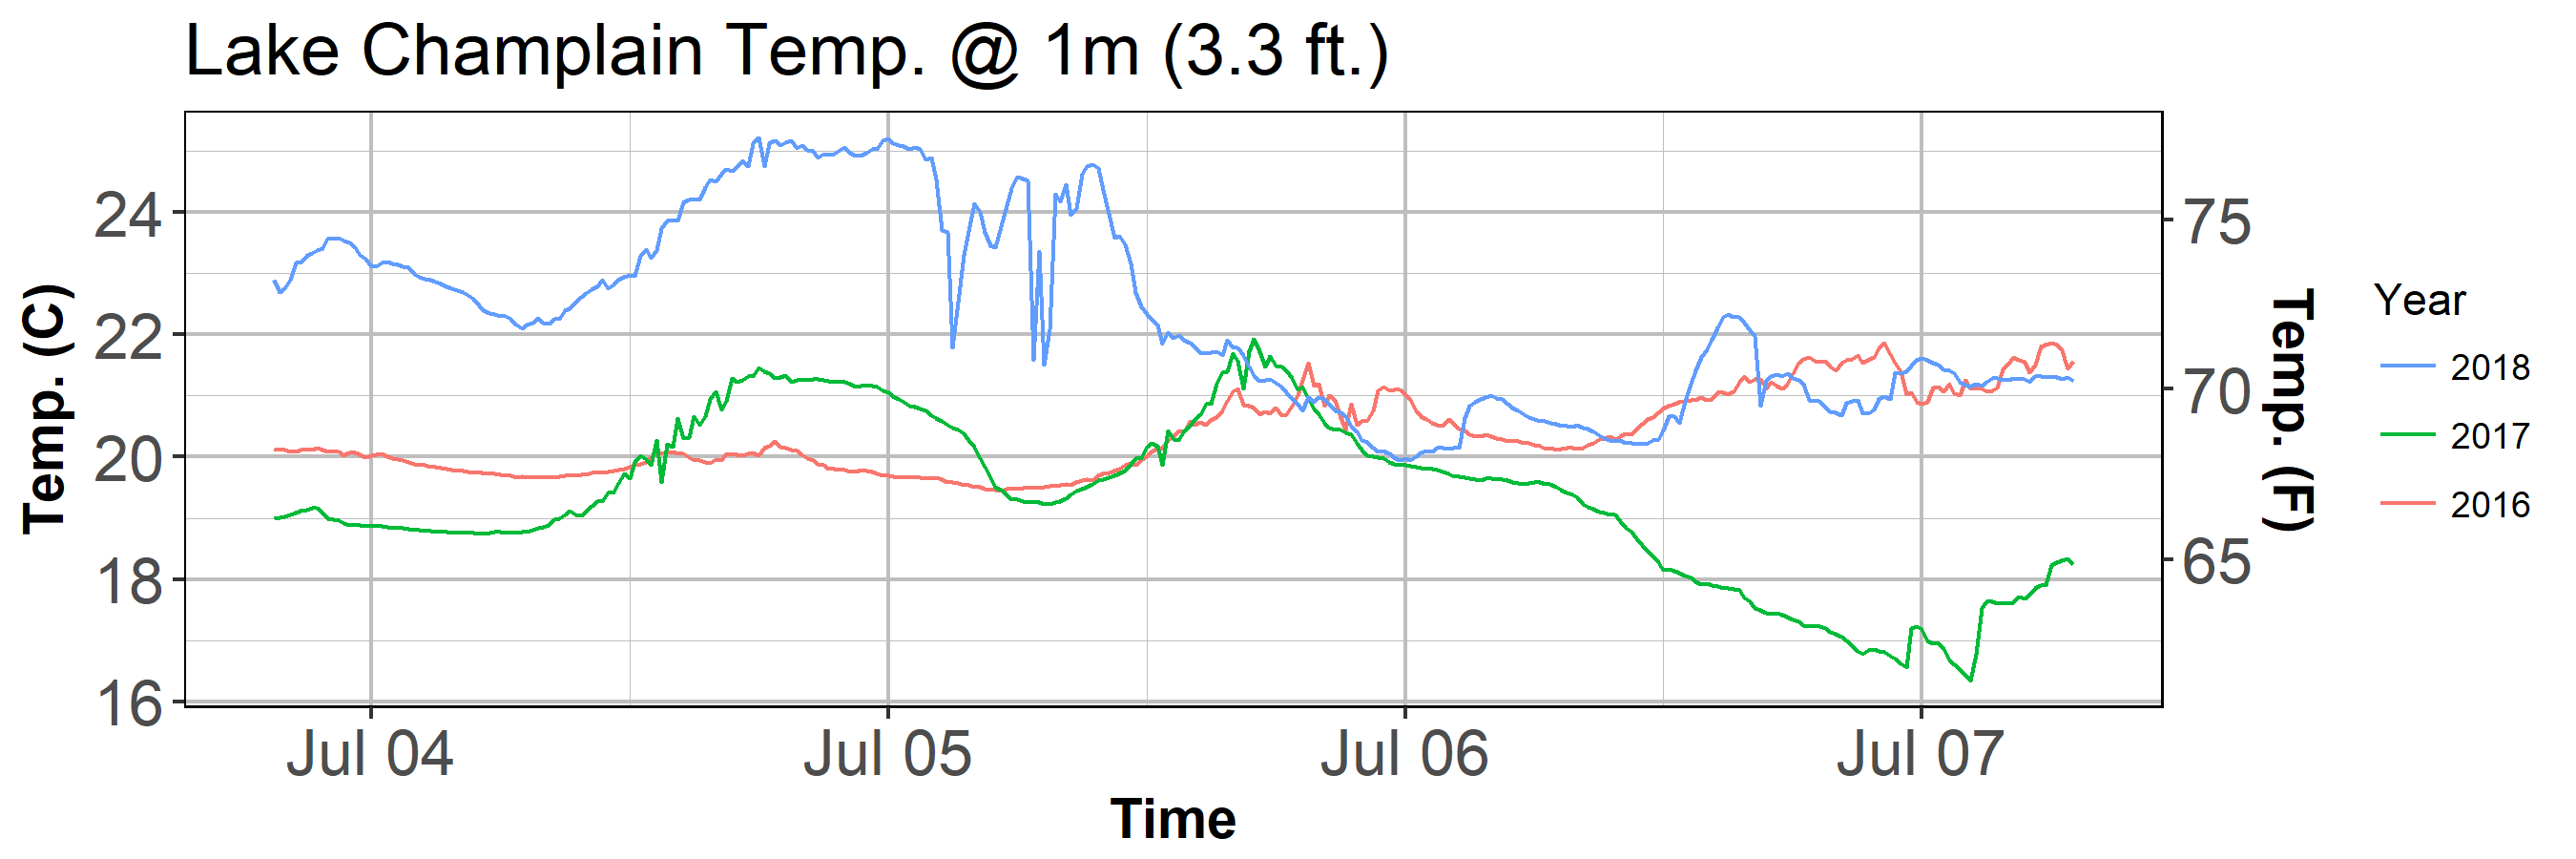 Lake Champlain Temp. @ 1m (3.3 ft.)
Temp. (C)
24
22
20
18
16
75
70
65
Temp. (F)
Jul 04
Jul 05
Jul 06
Jul 07
Time
Year
2018
2017
2016